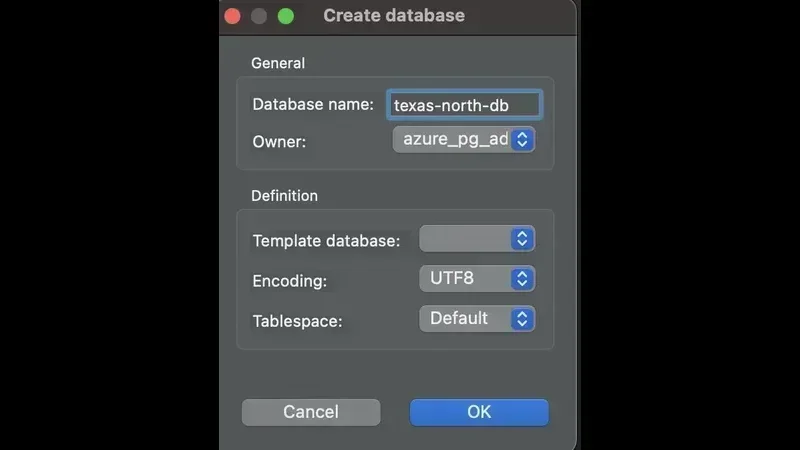 Create database
General
Database name: texas-north-db
Owner: azure_pg_ad
Definition
Template database:
Encoding: UTF8
Tablespace: Default
Cancel OK